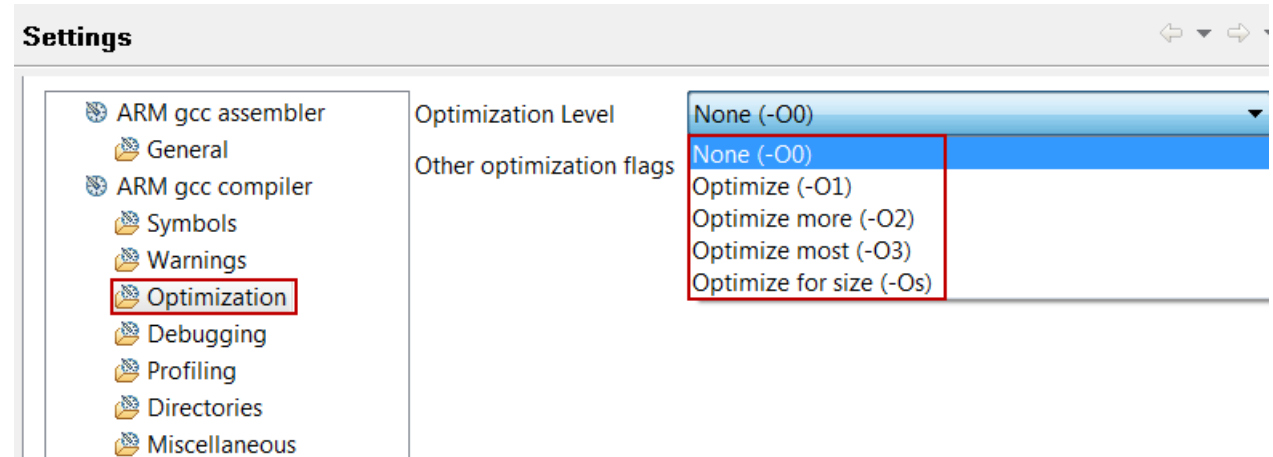 Settings
ARM gcc assembler
General
ARM gcc compiler
Symbols
Warnings
Optimization
Debugging
Profiling
Directories
Miscellaneous
Optimization Level
None (-O0)
Other optimization flags
None (-O0)
Optimize (-O1)
Optimize more (-O2)
Optimize most (-O3)
Optimize for size (-Os)